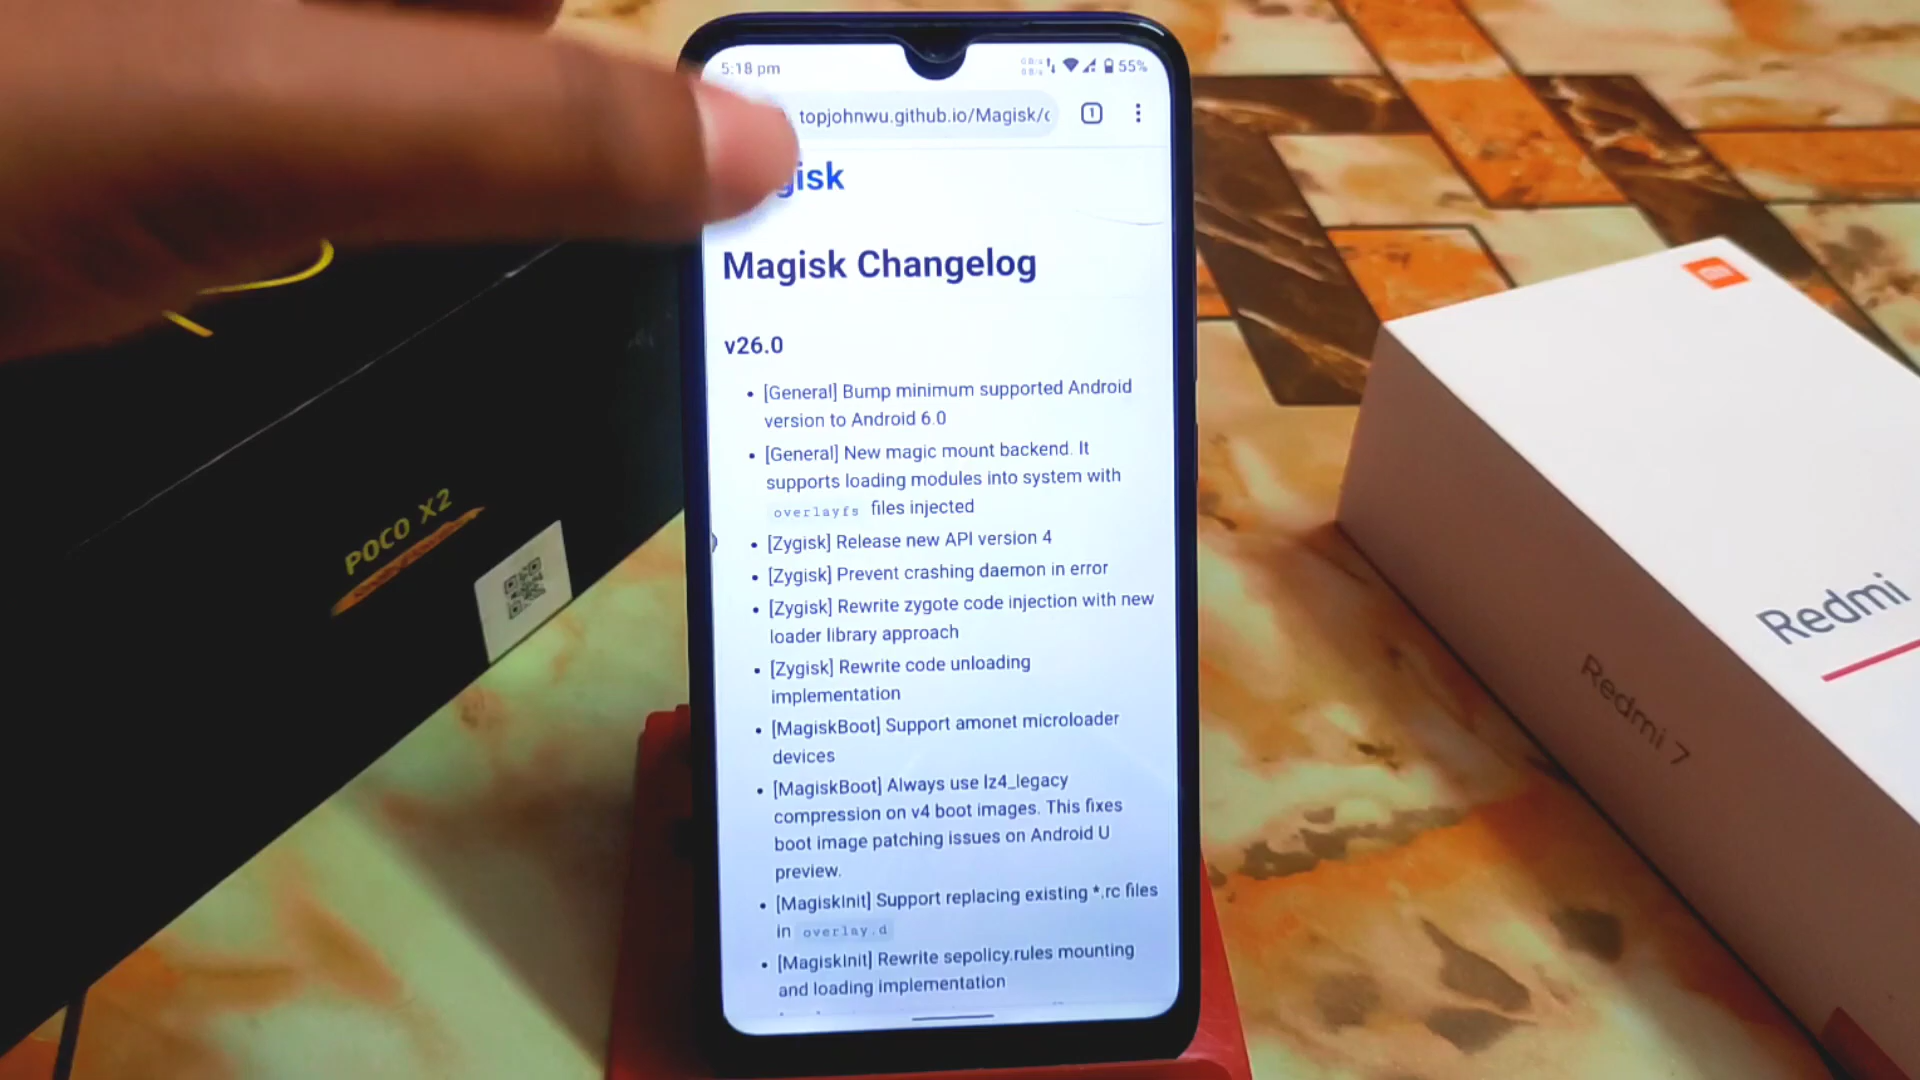 5:18 pm
55%
topjohnwu.github.io/Magisk/c
1
gisk
Magisk Changelog
v26.0
• [General] Bump minimum supported Android
version to Android 6.0
• [General] New magic mount backend. It
supports loading modules into system with
overlayfs files injected
• [Zygisk] Release new API version 4
• [Zygisk] Prevent crashing daemon in error
• [Zygisk] Rewrite zygote code injection with new
loader library approach
• [Zygisk] Rewrite code unloading
implementation
• [MagiskBoot] Support amonet microloader
devices
• [MagiskBoot] Always use lz4_legacy
compression on v4 boot images. This fixes
boot image patching issues on Android U
preview.
• [MagiskInit] Support replacing existing *.rc files
in overlay.d
• [MagiskInit] Rewrite sepolicy.rules mounting
and loading implementation
POCO X2
Redmi
Redmi 7